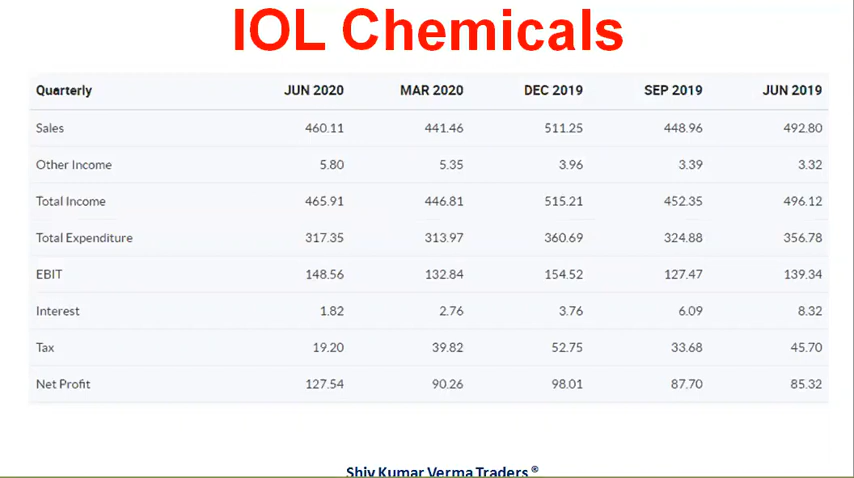 IOL Chemicals
Quarterly JUN 2020 MAR 2020 DEC 2019 SEP 2019 JUN 2019
Sales 460.11 441.46 511.25 448.96 492.80
Other Income 5.80 5.35 3.96 3.39 3.32
Total Income 465.91 446.81 515.21 452.35 496.12
Total Expenditure 317.35 313.97 360.69 324.88 356.78
EBIT 148.56 132.84 154.52 127.47 139.34
Interest 1.82 2.76 3.76 6.09 8.32
Tax 19.20 39.82 52.75 33.68 45.70
Net Profit 127.54 90.26 98.01 87.70 85.32
Shiv Kumar Verma Traders ®